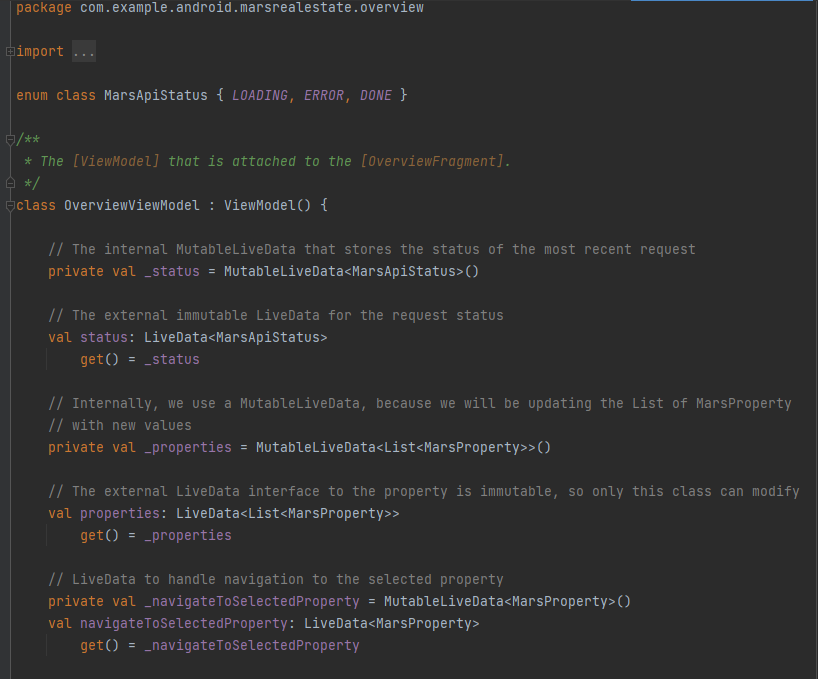 package com.example.android.marsrealestate.overview
import ...
enum class MarsApiStatus { LOADING, ERROR, DONE }
/**
* The [ViewModel] that is attached to the [OverviewFragment].
*/
class OverviewViewModel : ViewModel() {
// The internal MutableLiveData that stores the status of the most recent request
private val _status = MutableLiveData<MarsApiStatus>()
// The external immutable LiveData for the request status
val status: LiveData<MarsApiStatus>
get() = _status
// Internally, we use a MutableLiveData, because we will be updating the List of MarsProperty
// with new values
private val _properties = MutableLiveData<List<MarsProperty>>()
// The external LiveData interface to the property is immutable, so only this class can modify
val properties: LiveData<List<MarsProperty>>
get() = _properties
// LiveData to handle navigation to the selected property
private val _navigateToSelectedProperty = MutableLiveData<MarsProperty>()
val navigateToSelectedProperty: LiveData<MarsProperty>
get() = _navigateToSelectedProperty